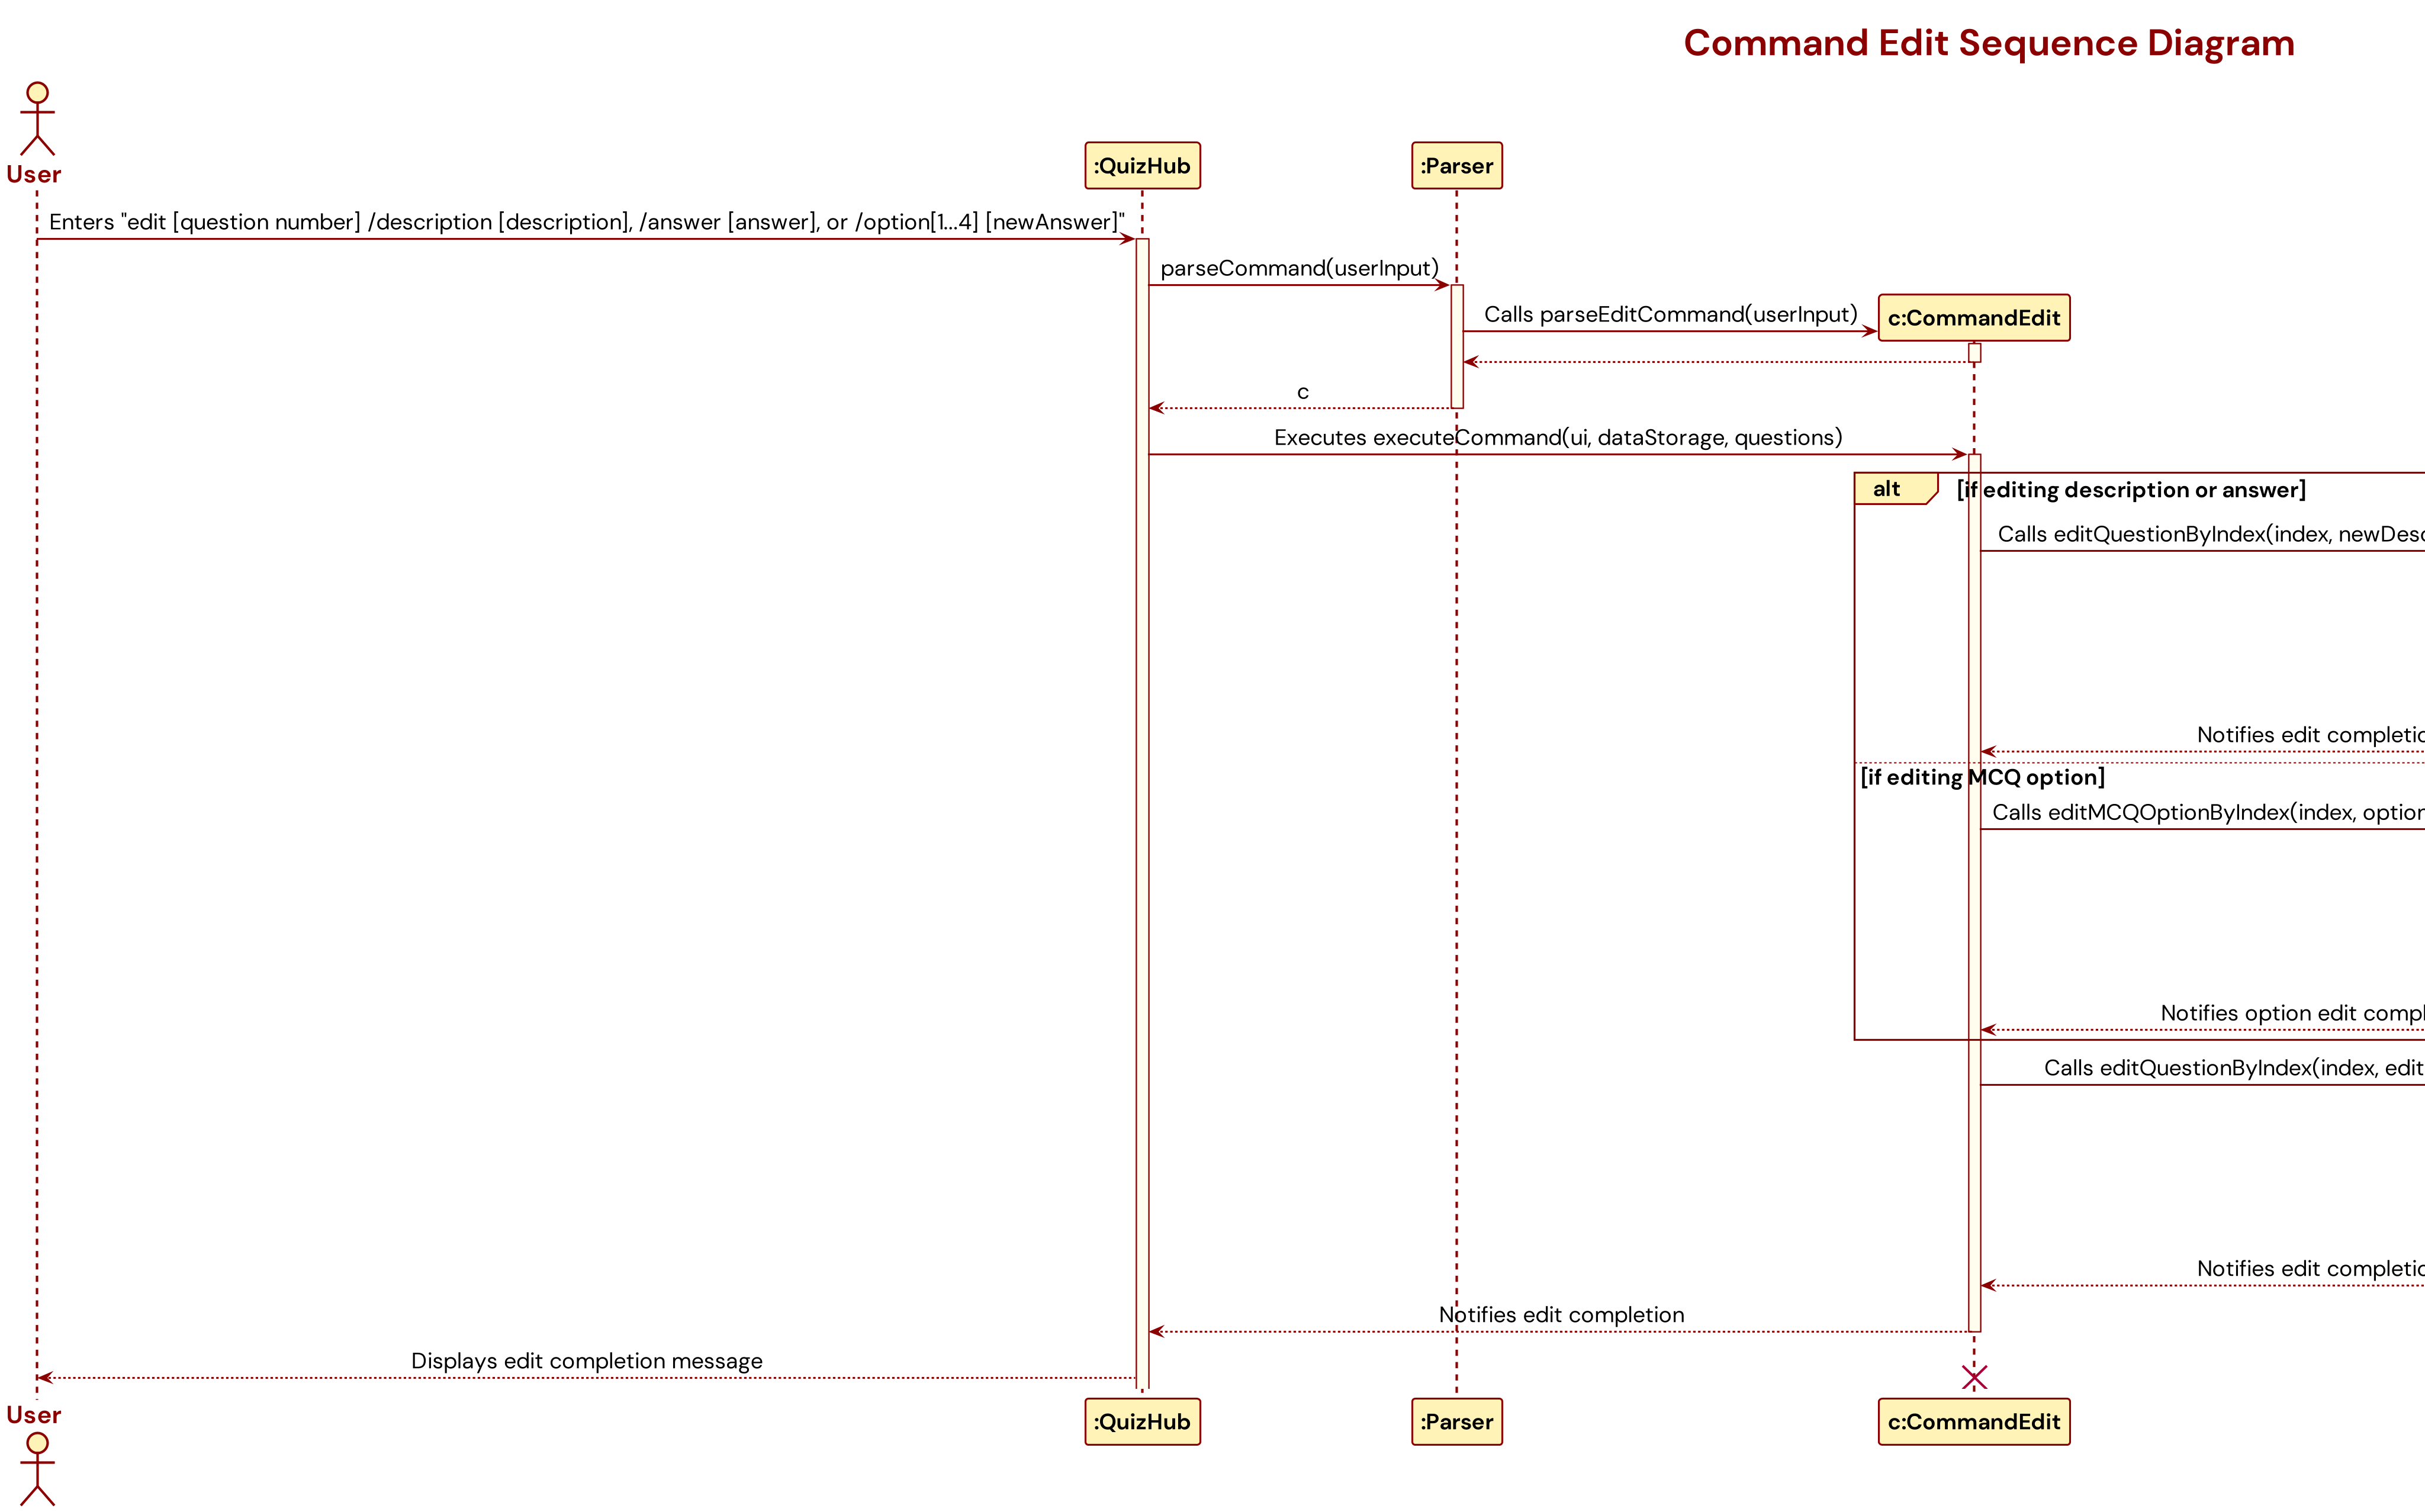 Command Edit Sequence Diagram
User
:QuizHub
:Parser
Enters "edit [question number] /description [description], /answer [answer], or /option[1...4] [newAnswer]"
parseCommand(userInput)
Calls parseEditCommand(userInput)
c:CommandEdit
c
Executes executeCommand(ui, dataStorage, questions)
alt
[if editing description or answer]
Calls editQuestionByIndex(index, newDesc
Notifies edit completio
[if editing MCQ option]
Calls editMCQOptionByIndex(index, option
Notifies option edit compl
Calls editQuestionByIndex(index, edit
Notifies edit completio
Notifies edit completion
Displays edit completion message
User
:QuizHub
:Parser
c:CommandEdit